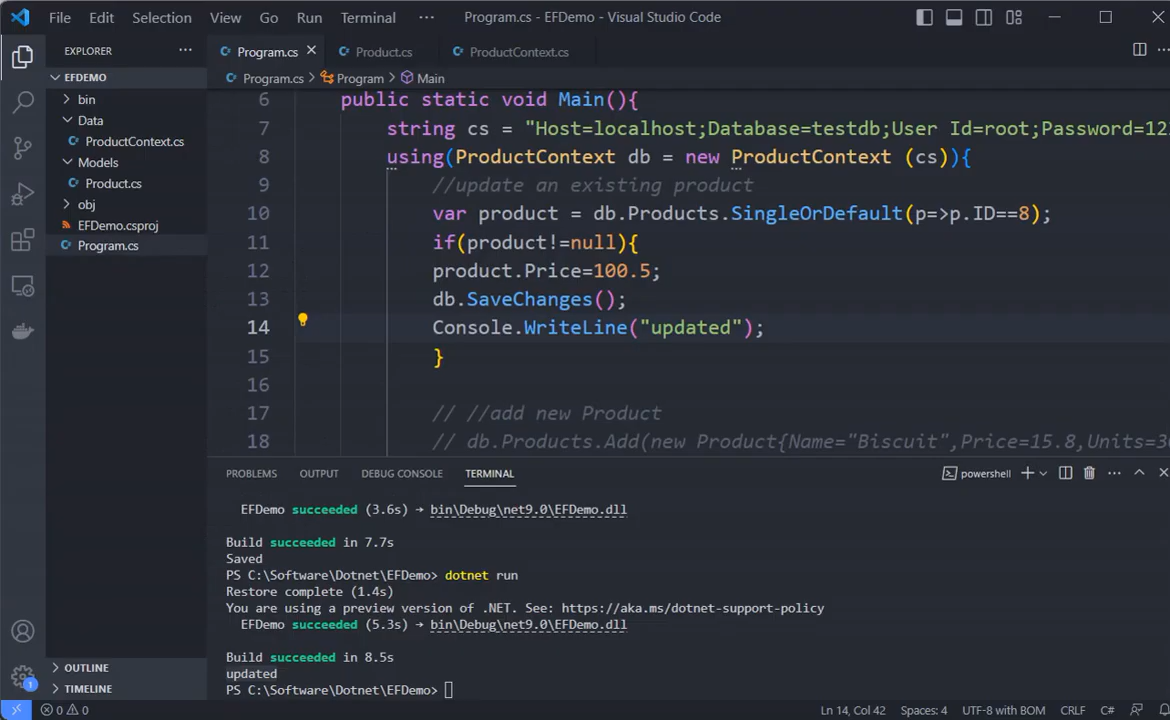 File Edit Selection View Go Run Terminal ··· Program.cs - EFDemo - Visual Studio Code
EXPLORER ···
Program.cs Product.cs ProductContext.cs
EFDEMO
Program.cs > Program > Main
bin
Data
ProductContext.cs
Models
Product.cs
obj
EFDemo.csproj
Program.cs
6 public static void Main(){
7 string cs = "Host=localhost;Database=testdb;User Id=root;Password=12
8 using(ProductContext db = new ProductContext (cs)){
9 //update an existing product
10 var product = db.Products.SingleOrDefault(p=>p.ID==8);
11 if(product!=null){
12 product.Price=100.5;
13 db.SaveChanges();
14 Console.WriteLine("updated");
15 }
16
17 // //add new Product
18 // db.Products.Add(new Product{Name="Biscuit",Price=15.8,Units=30
PROBLEMS OUTPUT DEBUG CONSOLE TERMINAL powershell
EFDemo succeeded (3.6s) → bin\Debug\net9.0\EFDemo.dll
Build succeeded in 7.7s
Saved
PS C:\Software\Dotnet\EFDemo> dotnet run
Restore complete (1.4s)
You are using a preview version of .NET. See: https://aka.ms/dotnet-support-policy
EFDemo succeeded (5.3s) → bin\Debug\net9.0\EFDemo.dll
Build succeeded in 8.5s
updated
PS C:\Software\Dotnet\EFDemo>
OUTLINE
TIMELINE
1
0 0 Ln 14, Col 42 Spaces: 4 UTF-8 with BOM CRLF C#